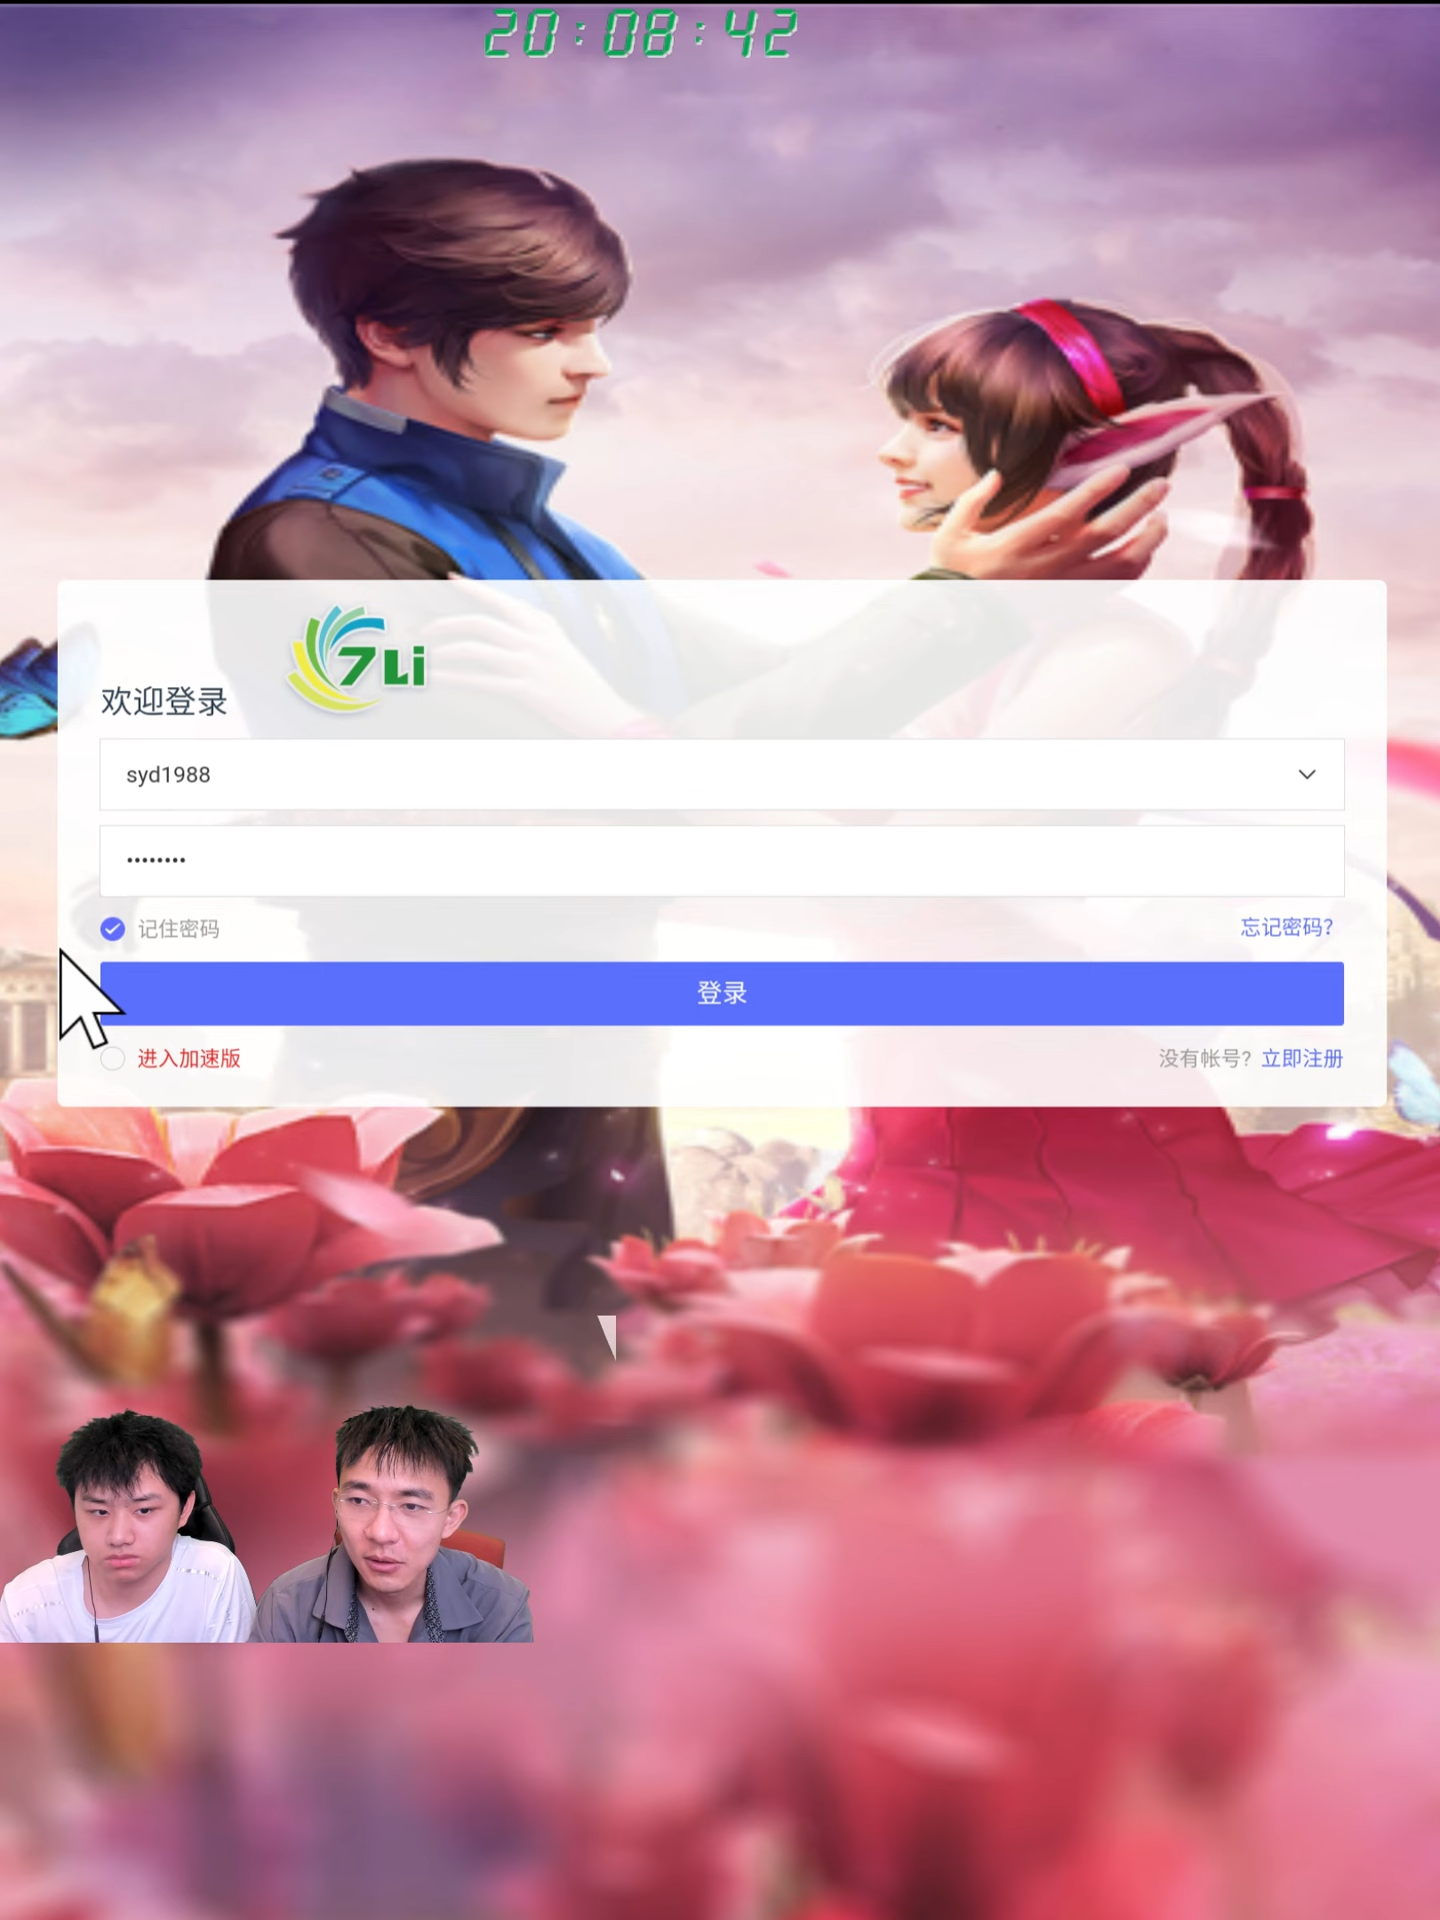 20:08:42
7Li
欢迎登录
syd1988
••••••••
记住密码
忘记密码？
登录
进入加速版
没有帐号？ 立即注册